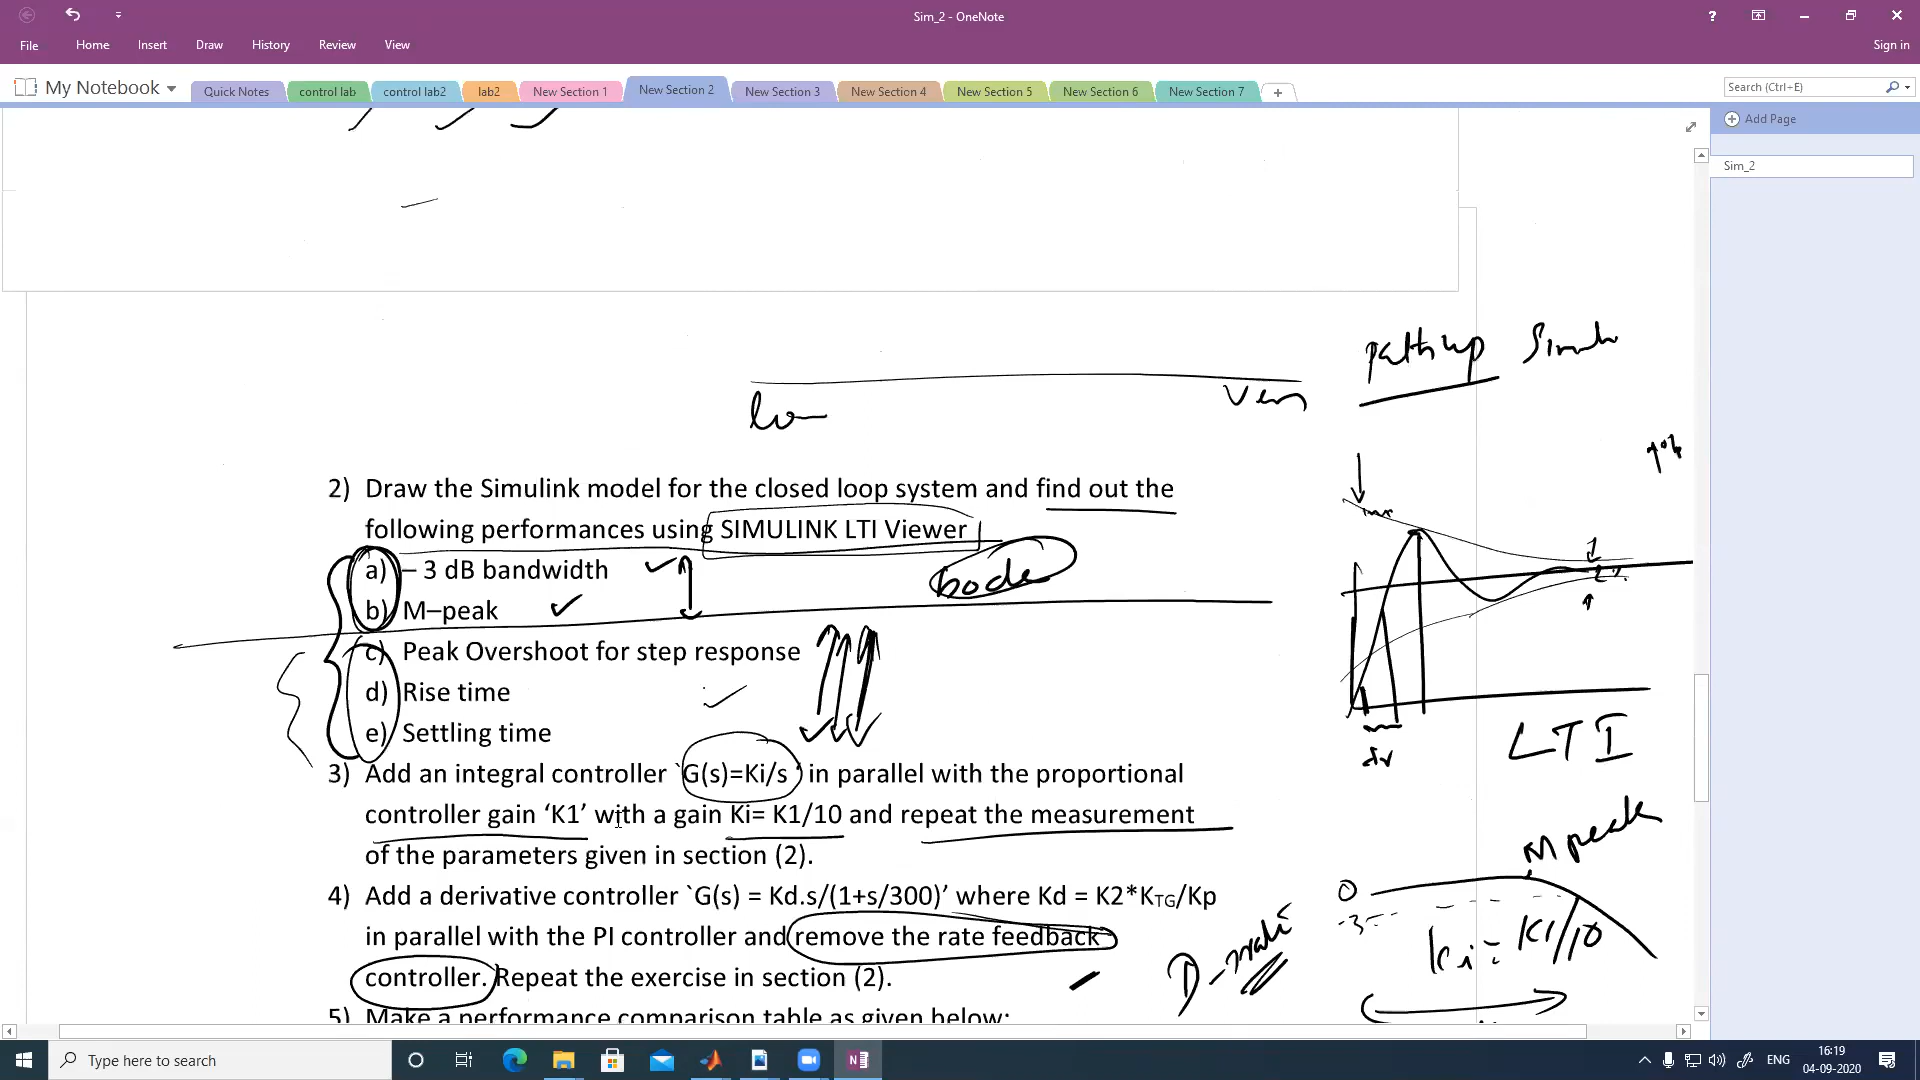 Sim_2 - OneNote
?
File Home Insert Draw History Review View Sign in
My Notebook Quick Notes control lab control lab2 lab2 New Section 1 New Section 2 New Section 3 New Section 4 New Section 5 New Section 6 New Section 7 +
Search (Ctrl+E)
Add Page
Sim_2
2) Draw the Simulink model for the closed loop system and find out the
following performances using SIMULINK LTI Viewer
a) – 3 dB bandwidth
bode
b) M–peak
c) Peak Overshoot for step response
d) Rise time
e) Settling time
LTI
3) Add an integral controller `G(s)=Ki/s ' in parallel with the proportional
controller gain ‘K1’ with a gain Ki= K1/10 and repeat the measurement
of the parameters given in section (2).
M peak
4) Add a derivative controller `G(s) = Kd.s/(1+s/300)’ where Kd = K2*KTG/Kp
in parallel with the PI controller and remove the rate feedback
controller. Repeat the exercise in section (2).
0
-3
Ki = K1/10
5) Make a performance comparison table as given below:
Type here to search
ENG
16:19
04-09-2020